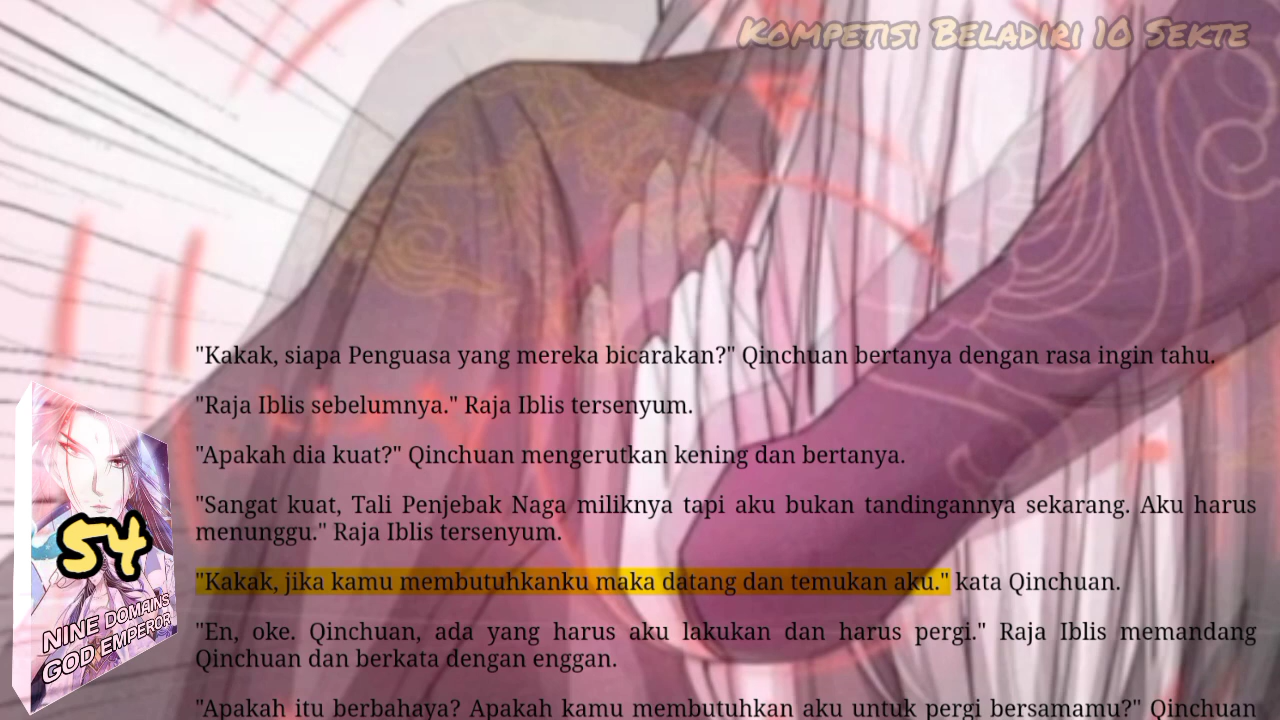 Kompetisi Beladiri 10 Sekte
"Kakak, siapa Penguasa yang mereka bicarakan?" Qinchuan bertanya dengan rasa ingin tahu.
"Raja Iblis sebelumnya." Raja Iblis tersenyum.
"Apakah dia kuat?" Qinchuan mengerutkan kening dan bertanya.
"Sangat kuat, Tali Penjebak Naga miliknya tapi aku bukan tandingannya sekarang. Aku harus
menunggu." Raja Iblis tersenyum.
"Kakak, jika kamu membutuhkanku maka datang dan temukan aku." kata Qinchuan.
"En, oke. Qinchuan, ada yang harus aku lakukan dan harus pergi." Raja Iblis memandang
Qinchuan dan berkata dengan enggan.
"Apakah itu berbahaya? Apakah kamu membutuhkan aku untuk pergi bersamamu?" Qinchuan
54
NINE DOMAINS
GOD EMPEROR